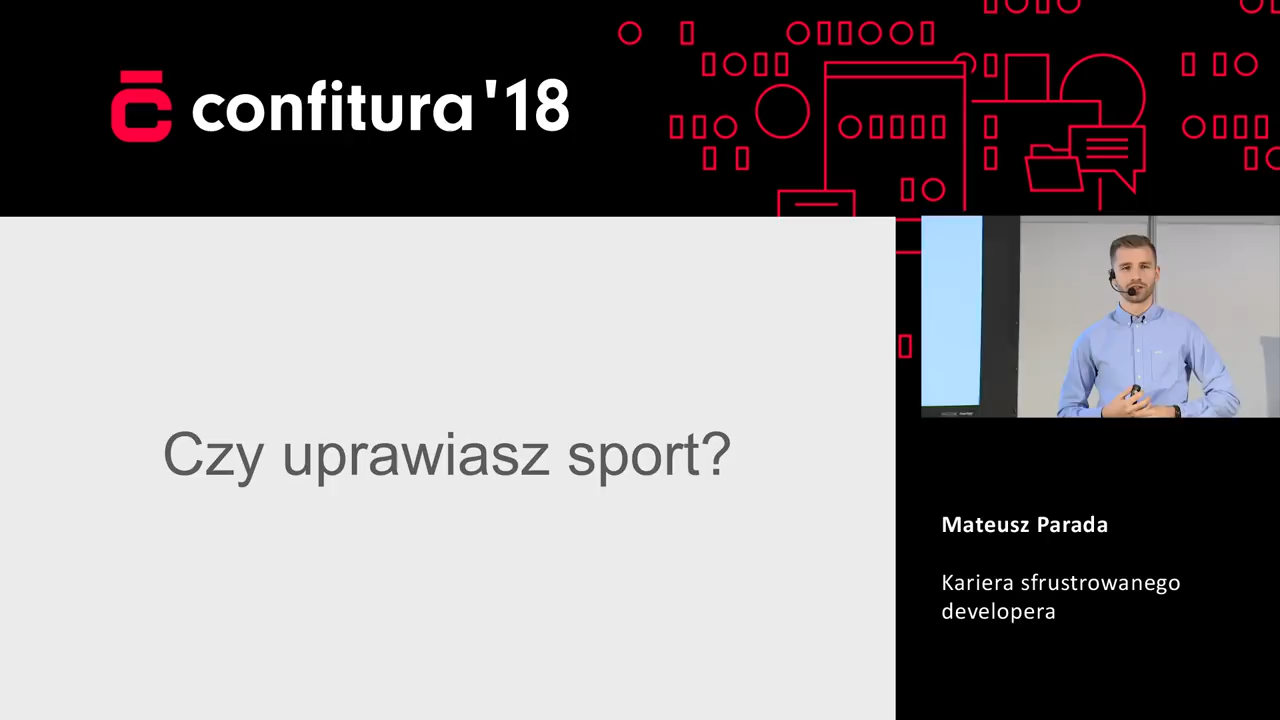 confitura '18
Czy uprawiasz sport?
Mateusz Parada
Kariera sfrustrowanego
developera